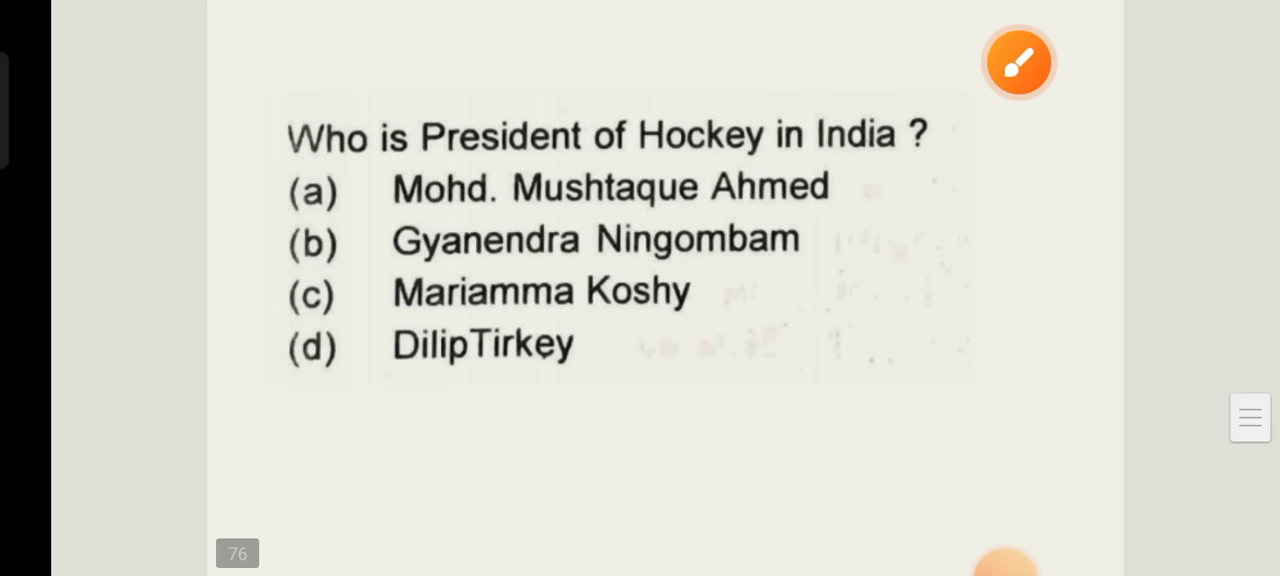 Who is President of Hockey in India ?
(a) Mohd. Mushtaque Ahmed
(b) Gyanendra Ningombam
(c) Mariamma Koshy
(d) DilipTirkey
76